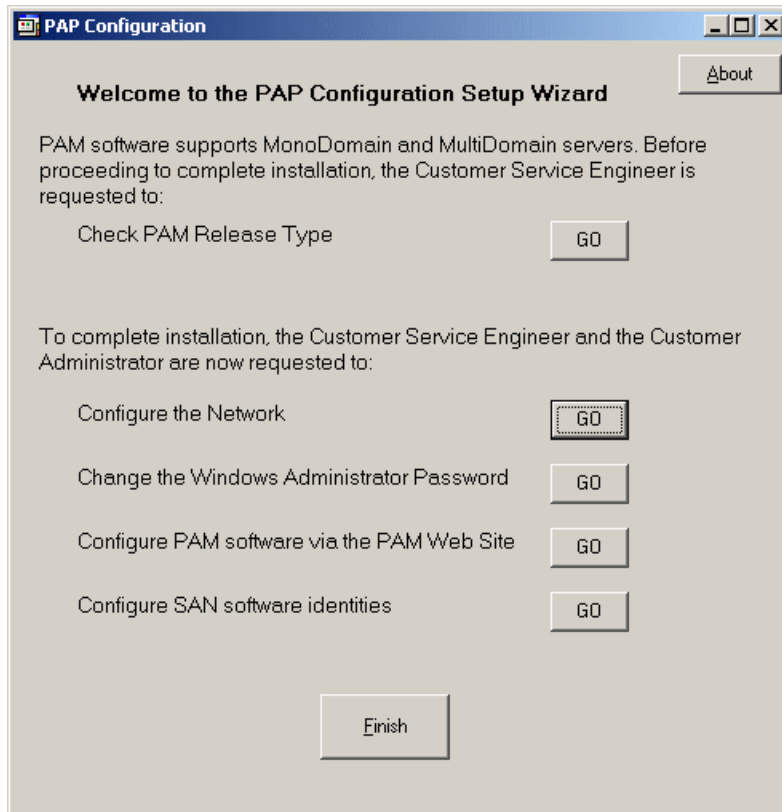 PAP Configuration
About
Welcome to the PAP Configuration Setup Wizard
PAM software supports MonoDomain and MultiDomain servers. Before
proceeding to complete installation, the Customer Service Engineer is
requested to:
Check PAM Release Type GO
To complete installation, the Customer Service Engineer and the Customer
Administrator are now requested to:
Configure the Network GO
Change the Windows Administrator Password GO
Configure PAM software via the PAM Web Site GO
Configure SAN software identities GO
Finish